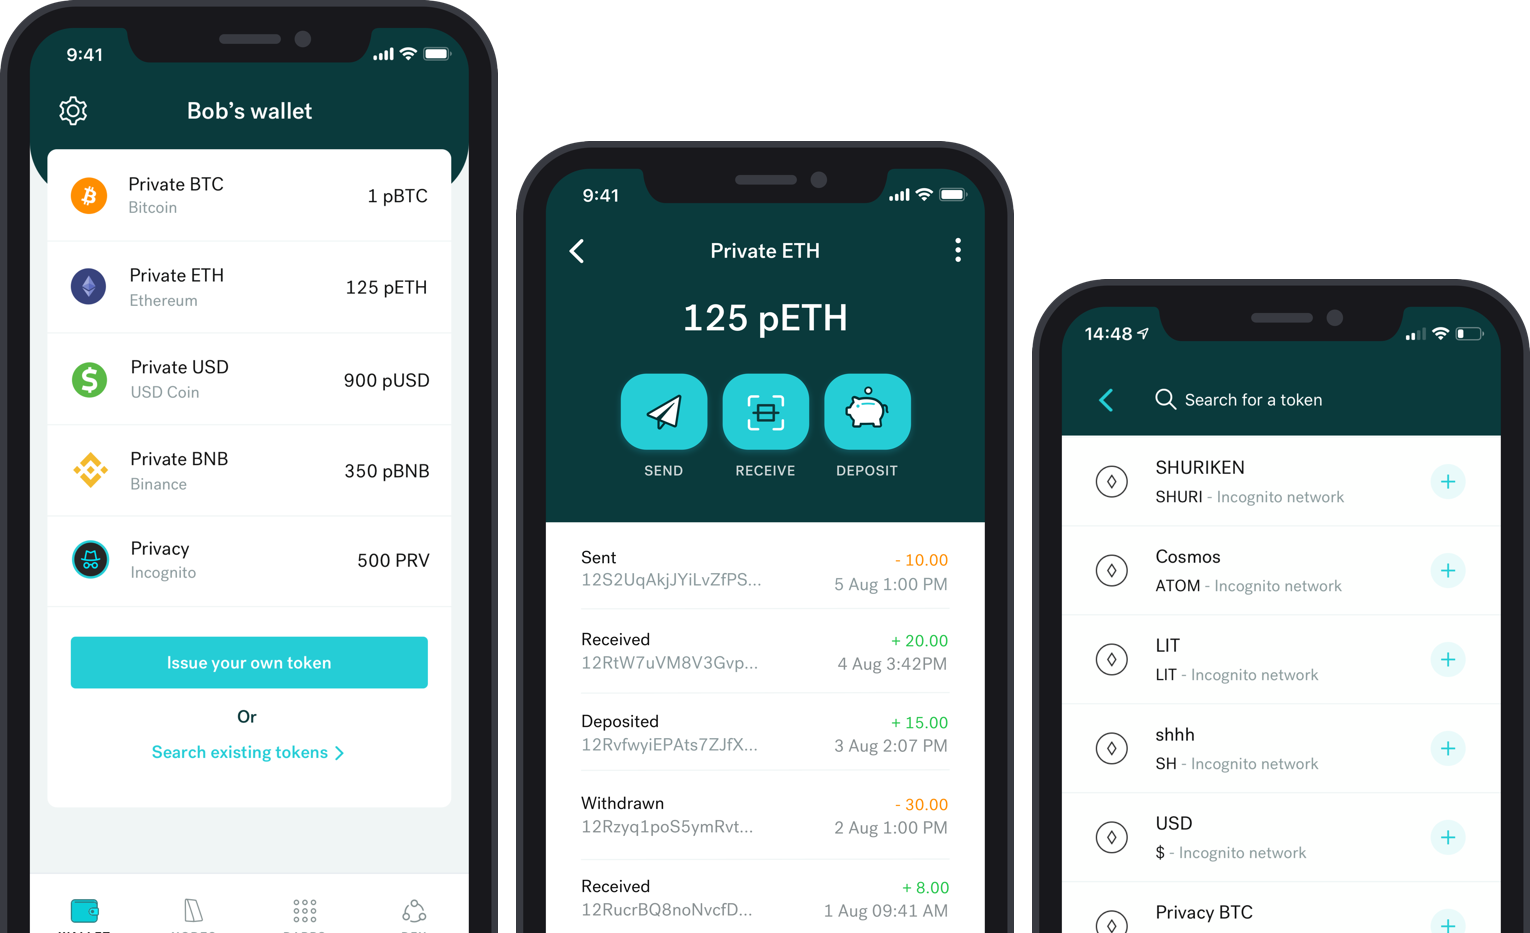 9:41
Bob’s wallet
Private BTC
Bitcoin
1 pBTC
Private ETH
Ethereum
125 pETH
Private USD
USD Coin
900 pUSD
Private BNB
Binance
350 pBNB
Privacy
Incognito
500 PRV
Issue your own token
Or
Search existing tokens
9:41
Private ETH
125 pETH
SEND RECEIVE DEPOSIT
Sent - 10.00
12S2UqAkjJYiLvZfPS... 5 Aug 1:00 PM
Received + 20.00
12RtW7uVM8V3Gvp... 4 Aug 3:42PM
Deposited + 15.00
12RvfwyiEPAts7ZJfX... 3 Aug 2:07 PM
Withdrawn - 30.00
12Rzyq1poS5ymRvt... 2 Aug 1:00 PM
Received + 8.00
12RucrBQ8noNvcfD... 1 Aug 09:41 AM
14:48
Search for a token
SHURIKEN
SHURI - Incognito network
Cosmos
ATOM - Incognito network
LIT
LIT - Incognito network
shhh
SH - Incognito network
USD
$ - Incognito network
Privacy BTC